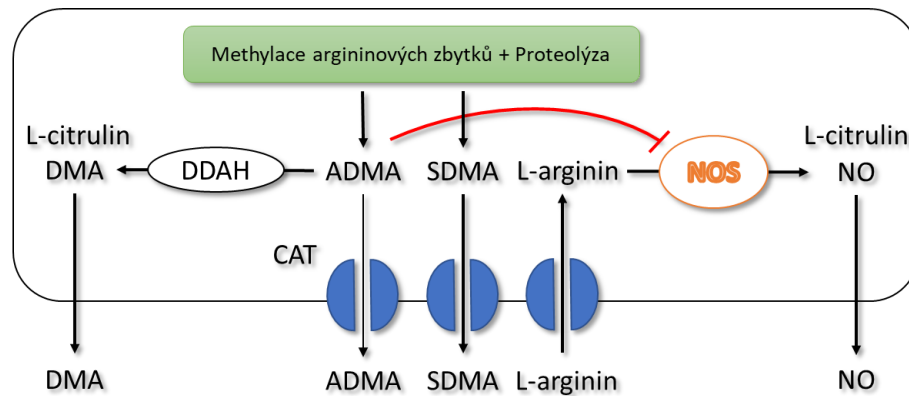 Methylace argininových zbytků + Proteolýza
L-citrulin
DMA
DDAH
ADMA
SDMA
L-arginin
NOS
L-citrulin
NO
CAT
DMA
ADMA
SDMA
L-arginin
NO